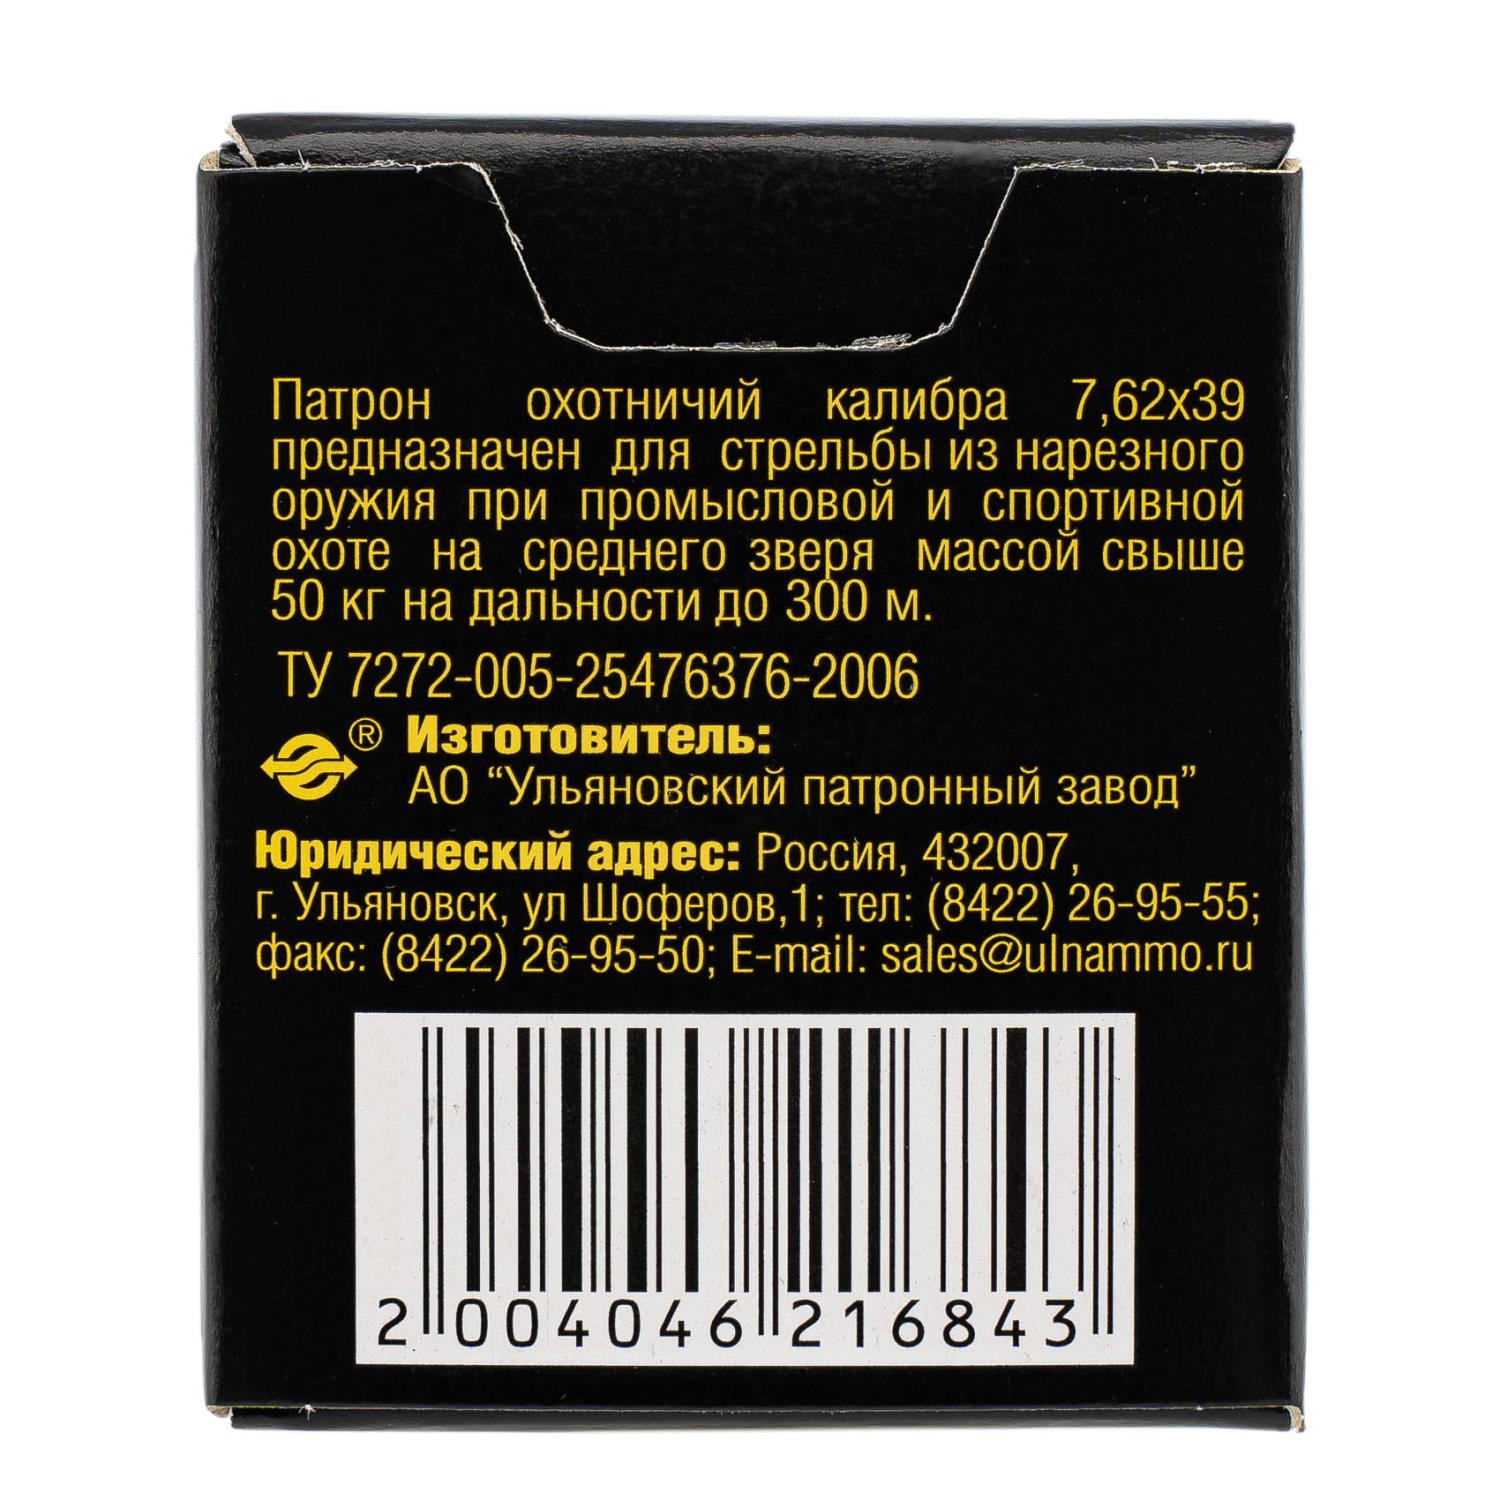 Патрон охотничий калибра 7,62х39
предназначен для стрельбы из нарезного
оружия при промысловой и спортивной
охоте на среднего зверя массой свыше
50 кг на дальности до 300 м.
ТУ 7272-005-25476376-2006
® Изготовитель:
АО “Ульяновский патронный завод”
Юридический адрес: Россия, 432007,
г. Ульяновск, ул Шоферов,1; тел: (8422) 26-95-55;
факс: (8422) 26-95-50; E-mail: sales@ulnammo.ru
2 004046 216843